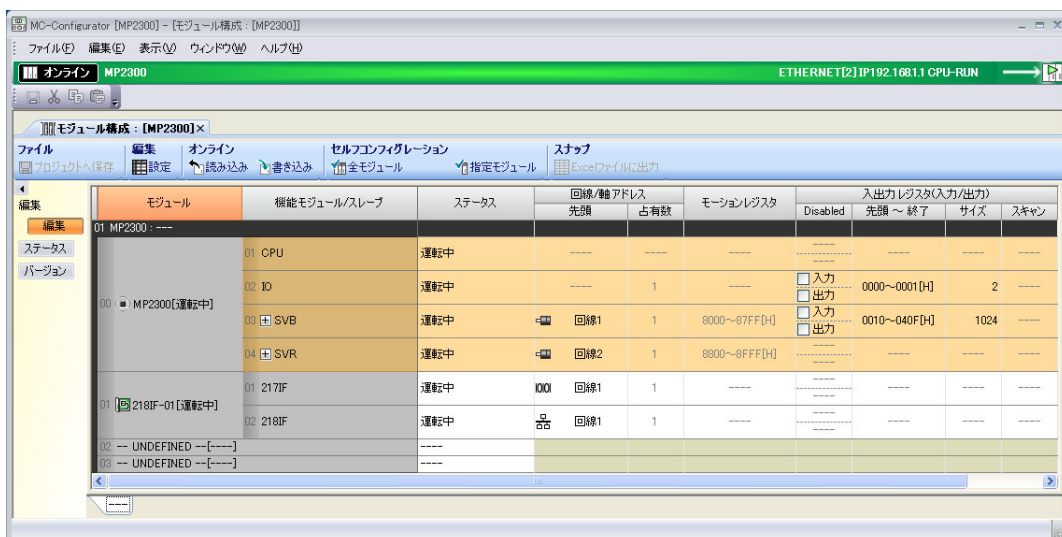 MC-Configurator [MP2300] - [モジュール構成 : [MP2300]]
ファイル(F) 編集(E) 表示(V) ウィンドウ(W) ヘルプ(H)
オンライン MP2300 ETHERNET[2] IP192.168.1.1 CPU-RUN
モジュール構成 : [MP2300]×
ファイル 編集 オンライン セルフコンフィグレーション スナップ
プロジェクトへ保存 設定 読み込み 書き込み 全モジュール 指定モジュール Excelファイルに出力
編集
編集
ステータス
バージョン
モジュール 機能モジュール/スレーブ ステータス 回線/軸アドレス モーションレジスタ 入出力レジスタ(入力/出力)
先頭 占有数 Disabled 先頭 ～ 終了 サイズ スキャン
01 MP2300 : ---
00 MP2300[運転中]
01 CPU 運転中 ---- ---- ---- ---- ---- ---- ---- ----
02 IO 運転中 ---- 1 ---- 入力 出力 0000～0001[H] 2 ----
03 SVB 運転中 回線1 1 8000～87FF[H] 入力 出力 0010～040F[H] 1024 ----
04 SVR 運転中 回線2 1 8800～8FFF[H] ---- ---- ---- ---- ----
01 218IF-01[運転中]
01 217IF 運転中 回線1 1 ---- ---- ---- ---- ---- ----
02 218IF 運転中 回線1 1 ---- ---- ---- ---- ---- ----
02 -- UNDEFINED --[----] ----
03 -- UNDEFINED --[----] ----
---